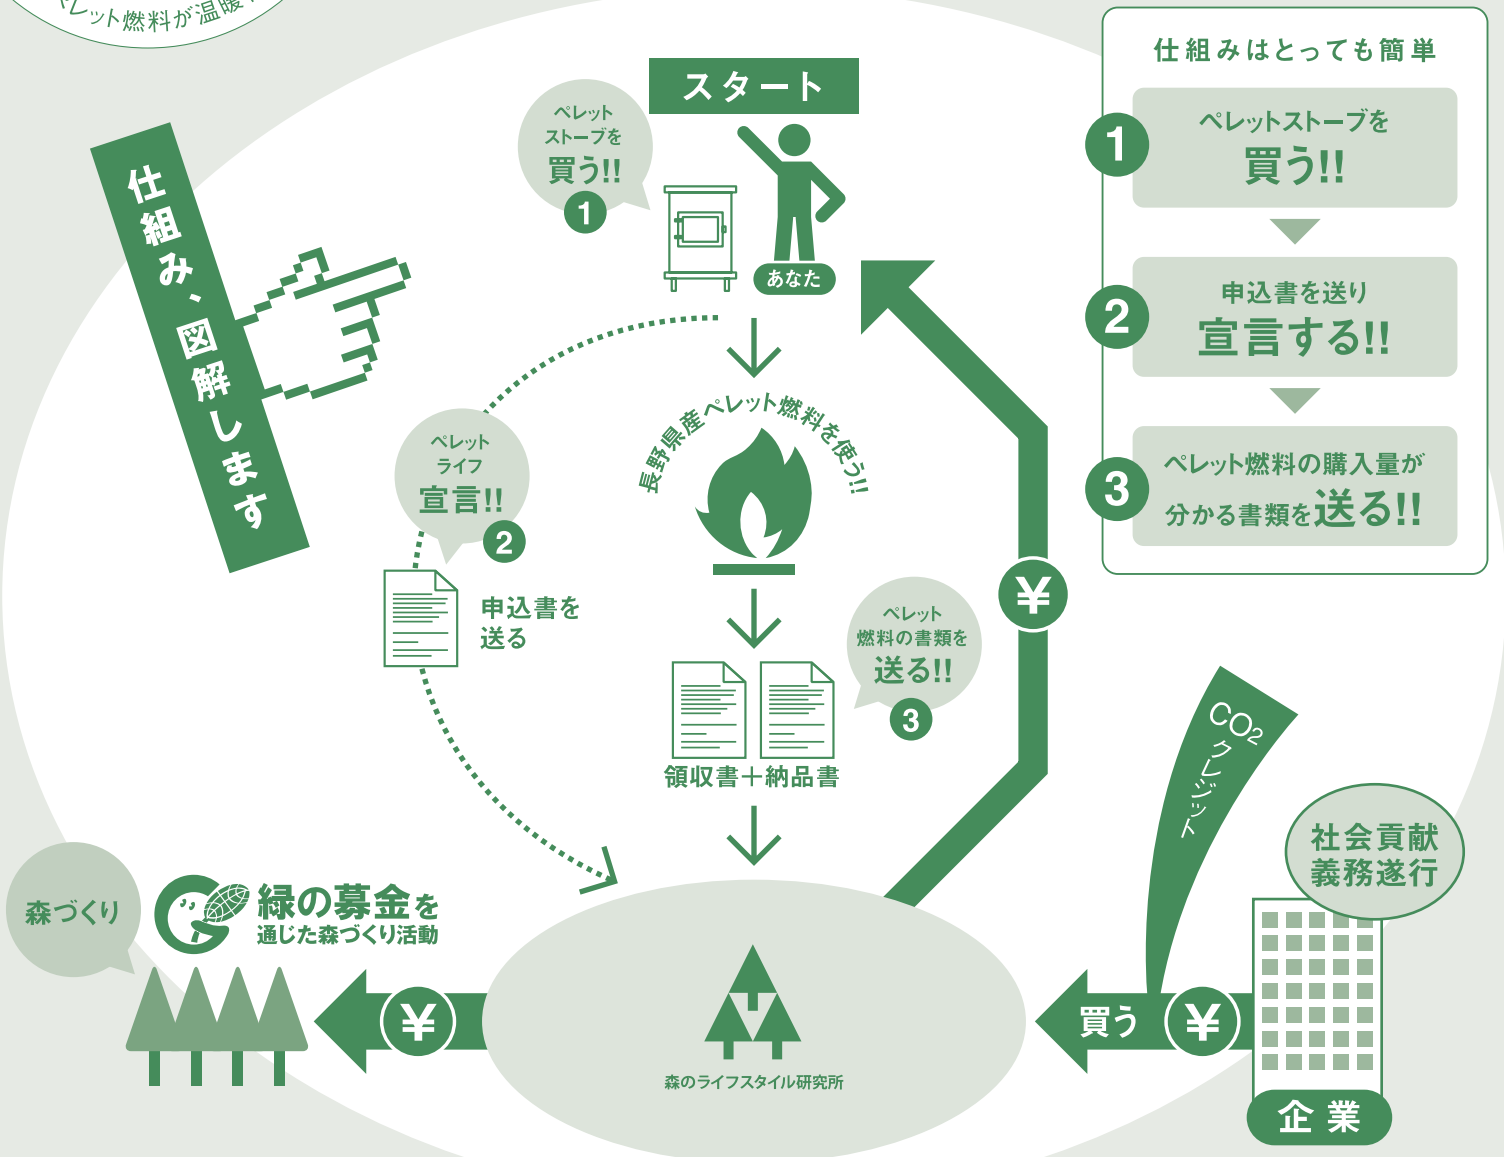 ペレット燃料が温暖
スタート
ペレット
ストーブを
買う!!
1
あなた
仕組み、図解します
長野県産ペレット燃料を使う!!
ペレット
ライフ
宣言!!
2
申込書を
送る
ペレット
燃料の書類を
送る!!
3
領収書＋納品書
¥
仕組みはとっても簡単
1
ペレットストーブを
買う!!
2
申込書を送り
宣言する!!
3
ペレット燃料の購入量が
分かる書類を送る!!
CO2クレジット
社会貢献
義務遂行
買う
¥
企業
森のライフスタイル研究所
¥
緑の募金を
通じた森づくり活動
森づくり